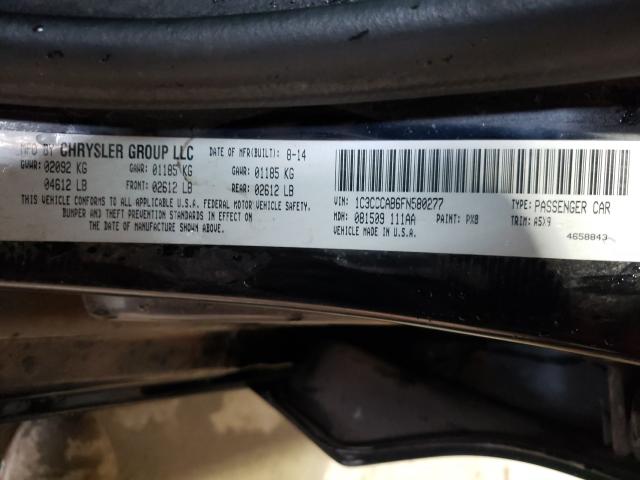 MFD BY CHRYSLER GROUP LLC DATE OF MFR(BUILT): 8-14
GVWR: 02092 KG GAWR: 01185 KG GAWR: 01185 KG
04612 LB FRONT: 02612 LB REAR: 02612 LB
THIS VEHICLE CONFORMS TO ALL APPLICABLE U.S.A. FEDERAL MOTOR VEHICLE SAFETY,
BUMPER AND THEFT PREVENTION STANDARDS IN EFFECT ON
THE DATE OF MANUFACTURE SHOWN ABOVE.
VIN: 1C3CCCAB6FN580277 TYPE: PASSENGER CAR
MDH: 081509 111AA PAINT: PX8 TRIM: A5X9
VEHICLE MADE IN U.S.A. 4658843